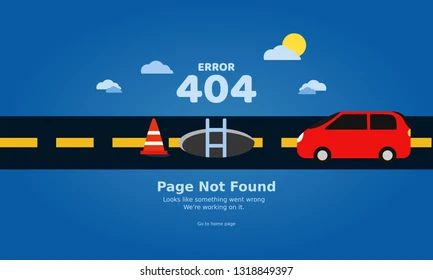 ERROR
404
Page Not Found
Looks like something went wrong
We're working on it.
Go to home page
shutterstock.com · 1318849397